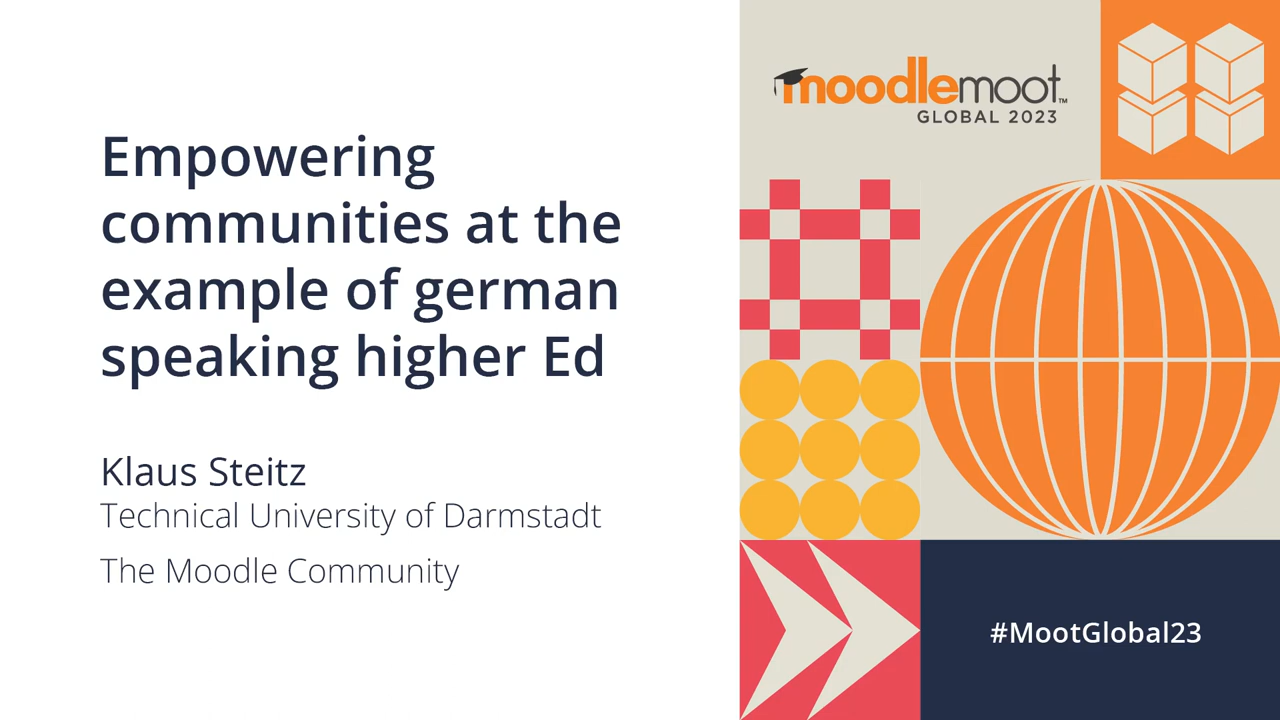 Empowering
communities at the
example of german
speaking higher Ed
Klaus Steitz
Technical University of Darmstadt
The Moodle Community
moodlemoot™
GLOBAL 2023
#MootGlobal23